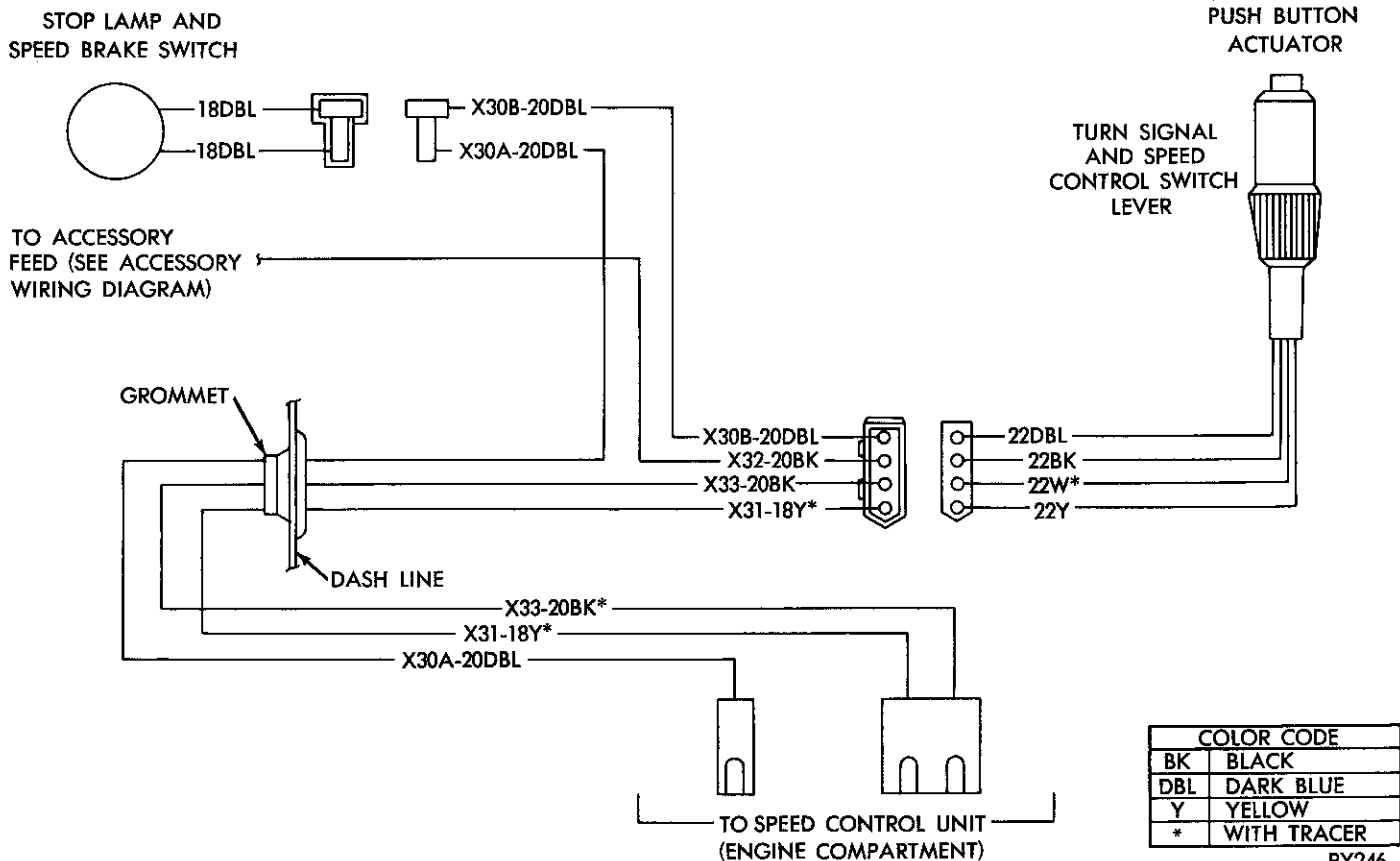 STOP LAMP AND
SPEED BRAKE SWITCH
18DBL
18DBL
X30B-20DBL
X30A-20DBL
PUSH BUTTON
ACTUATOR
TURN SIGNAL
AND SPEED
CONTROL SWITCH
LEVER
TO ACCESSORY
FEED (SEE ACCESSORY
WIRING DIAGRAM)
GROMMET
DASH LINE
X30B-20DBL
X32-20BK
X33-20BK
X31-18Y*
22DBL
22BK
22W*
22Y
X33-20BK*
X31-18Y*
X30A-20DBL
TO SPEED CONTROL UNIT
(ENGINE COMPARTMENT)
COLOR CODE
BK BLACK
DBL DARK BLUE
Y YELLOW
* WITH TRACER